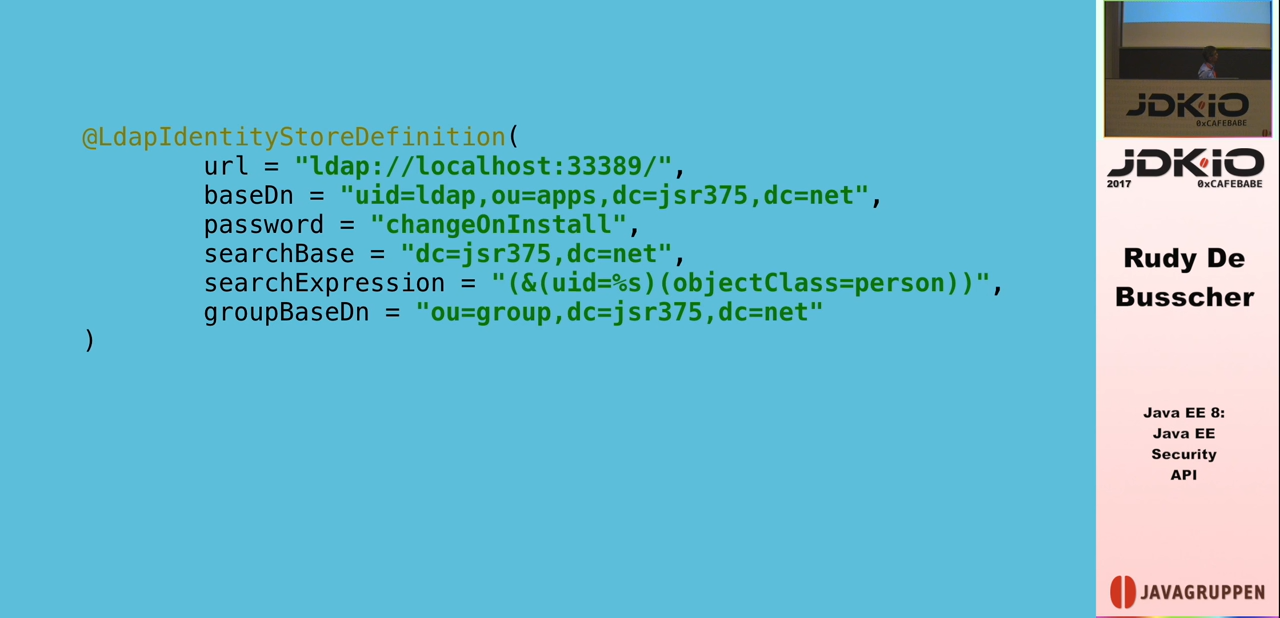 @LdapIdentityStoreDefinition(
url = "ldap://localhost:33389/",
baseDn = "uid=ldap,ou=apps,dc=jsr375,dc=net",
password = "changeOnInstall",
searchBase = "dc=jsr375,dc=net",
searchExpression = "(&(uid=%s)(objectClass=person))",
groupBaseDn = "ou=group,dc=jsr375,dc=net"
)
JDK.iO
0xCAFEBABE
JDK.iO
2017 0xCAFEBABE
Rudy De
Busscher
Java EE 8:
Java EE
Security
API
JAVAGRUPPEN